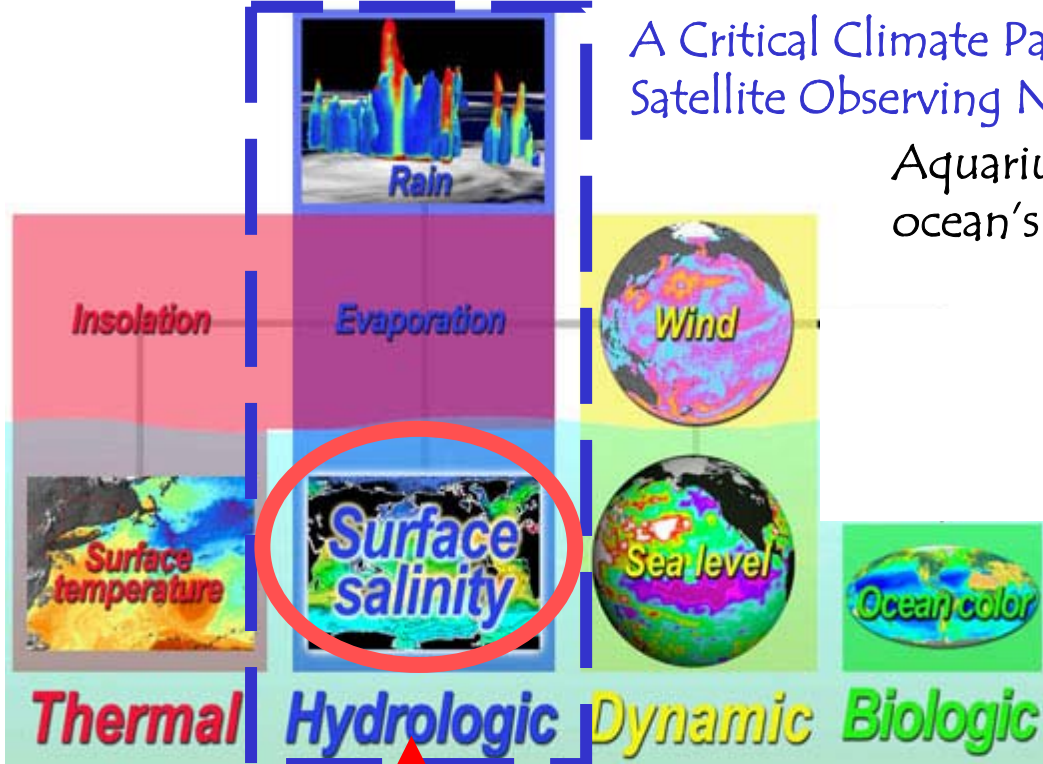 A Critical Climate Pa
Satellite Observing N
Aquariu
ocean's
Rain
Insolation
Evaporation
Wind
Surface
temperature
Surface
salinity
Sea level
Ocean color
Thermal
Hydrologic
Dynamic
Biologic